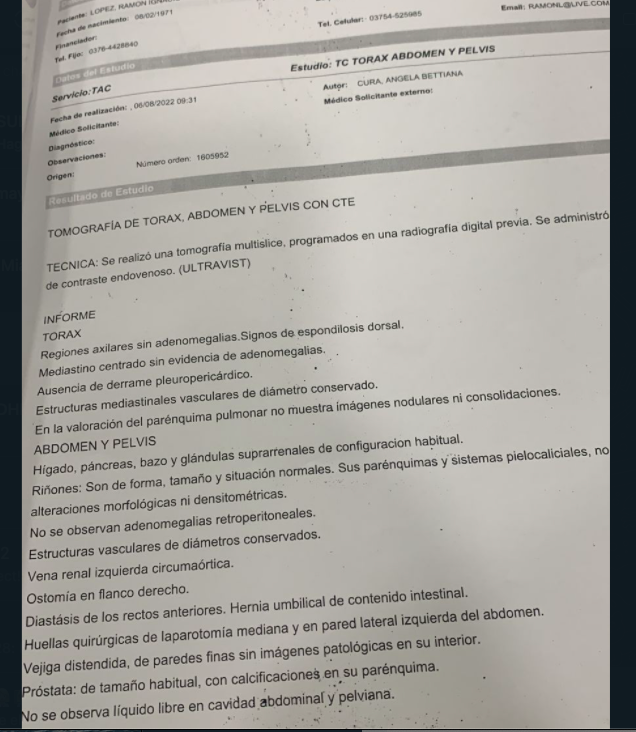 Paciente: LOPEZ, RAMON
Email: RAMONL@LIVE.COM
Fecha de nacimiento: 08/02/1971
Tel. Celular: 03754-525985
Financiador:
Tel. Fijo: 0376-4428840
Datos del Estudio
Estudio: TC TORAX ABDOMEN Y PELVIS
Servicio:TAC
Autor: CURA, ANGELA BETTIANA
Fecha de realización: , 08/08/2022 09:31
Médico Solicitante externo:
Médico Solicitante:
Diagnóstico:
Observaciones:
Número orden: 1605952
Origen:
Resultado de Estudio
TOMOGRAFÍA DE TORAX, ABDOMEN Y PELVIS CON CTE
TECNICA: Se realizó una tomografía multislice, programados en una radiografía digital previa. Se administró
de contraste endovenoso. (ULTRAVIST)
INFORME
TORAX
Regiones axilares sin adenomegalias.Signos de espondilosis dorsal.
Mediastino centrado sin evidencia de adenomegalias.
Ausencia de derrame pleuropericárdico.
Estructuras mediastinales vasculares de diámetro conservado.
En la valoración del parénquima pulmonar no muestra imágenes nodulares ni consolidaciones.
ABDOMEN Y PELVIS
Hígado, páncreas, bazo y glándulas suprarrenales de configuracion habitual.
Riñones: Son de forma, tamaño y situación normales. Sus parénquimas y sistemas pielocaliciales, no
alteraciones morfológicas ni densitométricas.
No se observan adenomegalias retroperitoneales.
Estructuras vasculares de diámetros conservados.
Vena renal izquierda circumaórtica.
Ostomía en flanco derecho.
Diastásis de los rectos anteriores. Hernia umbilical de contenido intestinal.
Huellas quirúrgicas de laparotomía mediana y en pared lateral izquierda del abdomen.
Vejiga distendida, de paredes finas sin imágenes patológicas en su interior.
Próstata: de tamaño habitual, con calcificaciones en su parénquima.
No se observa líquido libre en cavidad abdominal y pelviana.